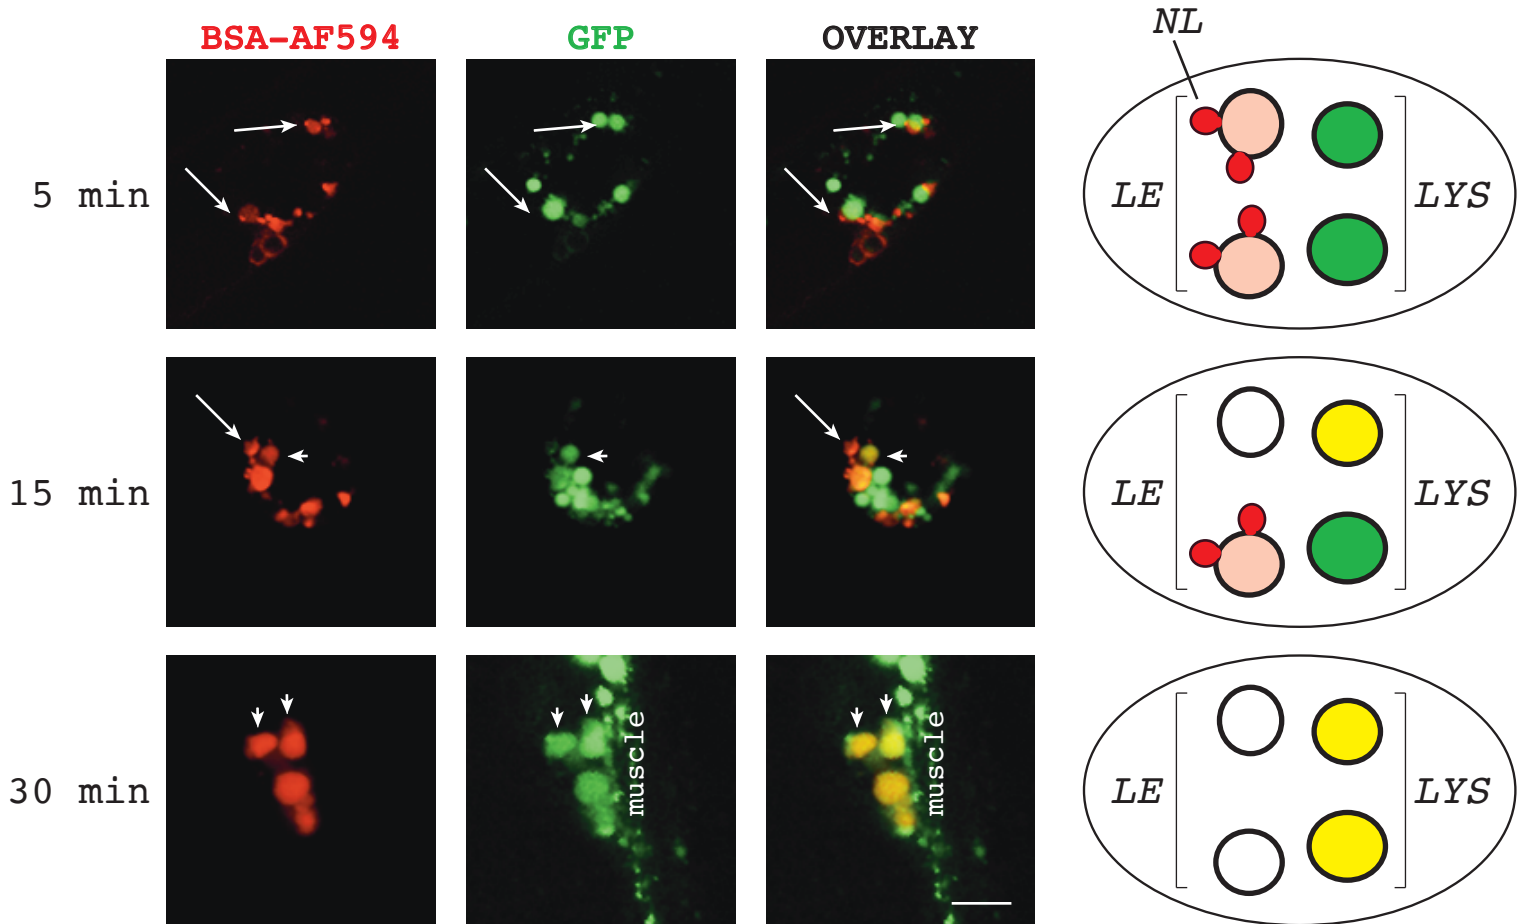 NL
BSA-AF594 GFP OVERLAY
5 min LE LYS
15 min LE LYS
30 min muscle muscle LE LYS